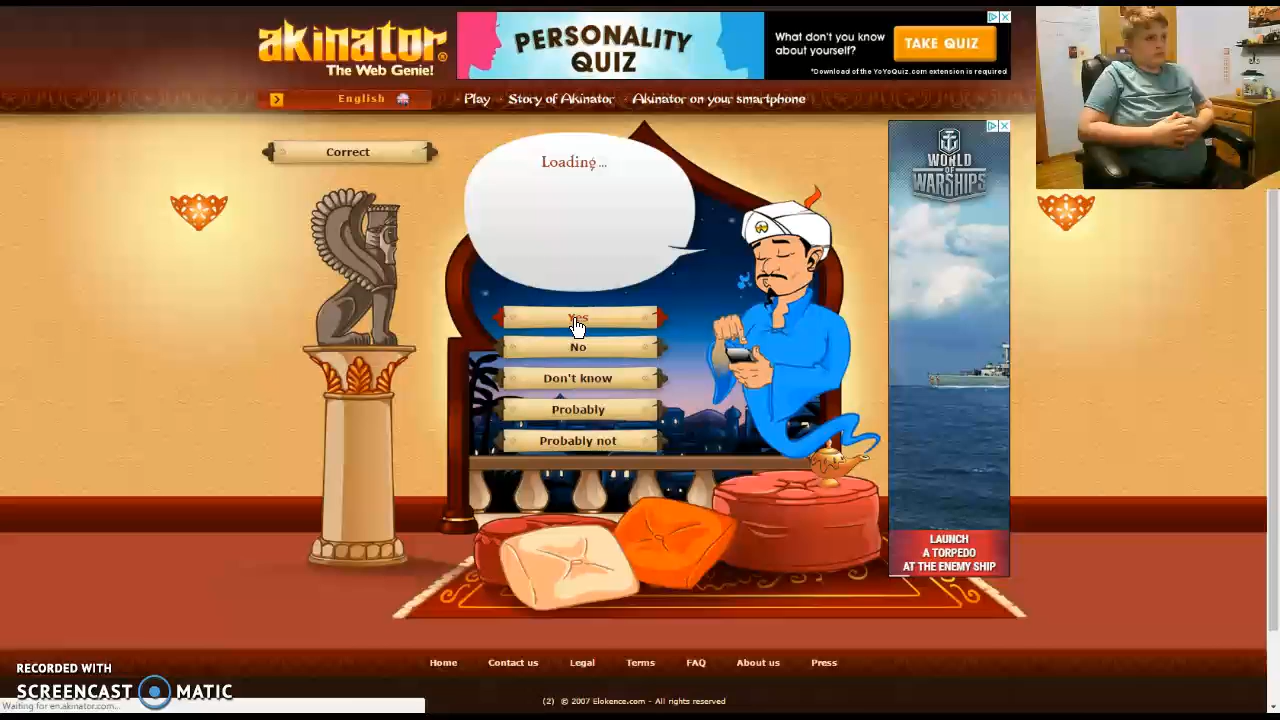 akinator®
The Web Genie!
PERSONALITY
QUIZ
What don't you know
about yourself?
TAKE QUIZ
*Download of the YoYoQuiz.com extension is required
English
Play
Story of Akinator
Akinator on your smartphone
Correct
Loading...
Yes
No
Don't know
Probably
Probably not
WORLD
OF
WARSHIPS
LAUNCH
A TORPEDO
AT THE ENEMY SHIP
Home
Contact us
Legal
Terms
FAQ
About us
Press
RECORDED WITH
SCREENCAST MATIC
Waiting for en.akinator.com...
(2) © 2007 Elokence.com - All rights reserved